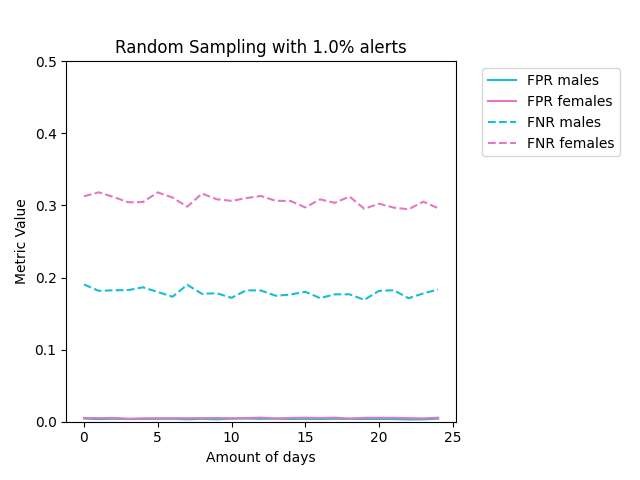 Random Sampling with 1.0% alerts
0.5
0.4
0.3
0.2
0.1
0.0
Metric Value
0 5 10 15 20 25
Amount of days
FPR males
FPR females
FNR males
FNR females